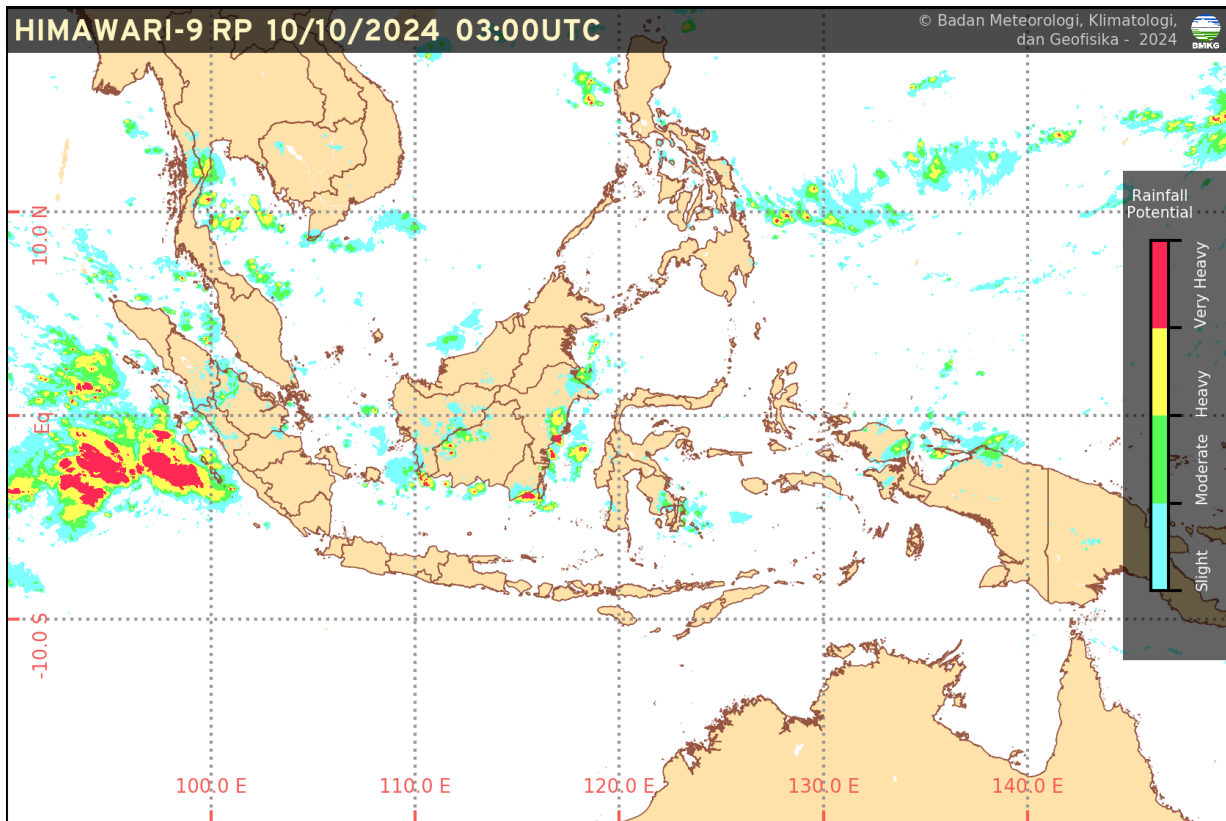 HIMAWARI-9 RP 10/10/2024 03:00UTC
© Badan Meteorologi, Klimatologi,
dan Geofisika - 2024
BMKG
Rainfall
Potential
Very Heavy
Heavy
Moderate
Slight
10.0 N
Eq
-10.0 S
100.0 E
110.0 E
120.0 E
130.0 E
140.0 E